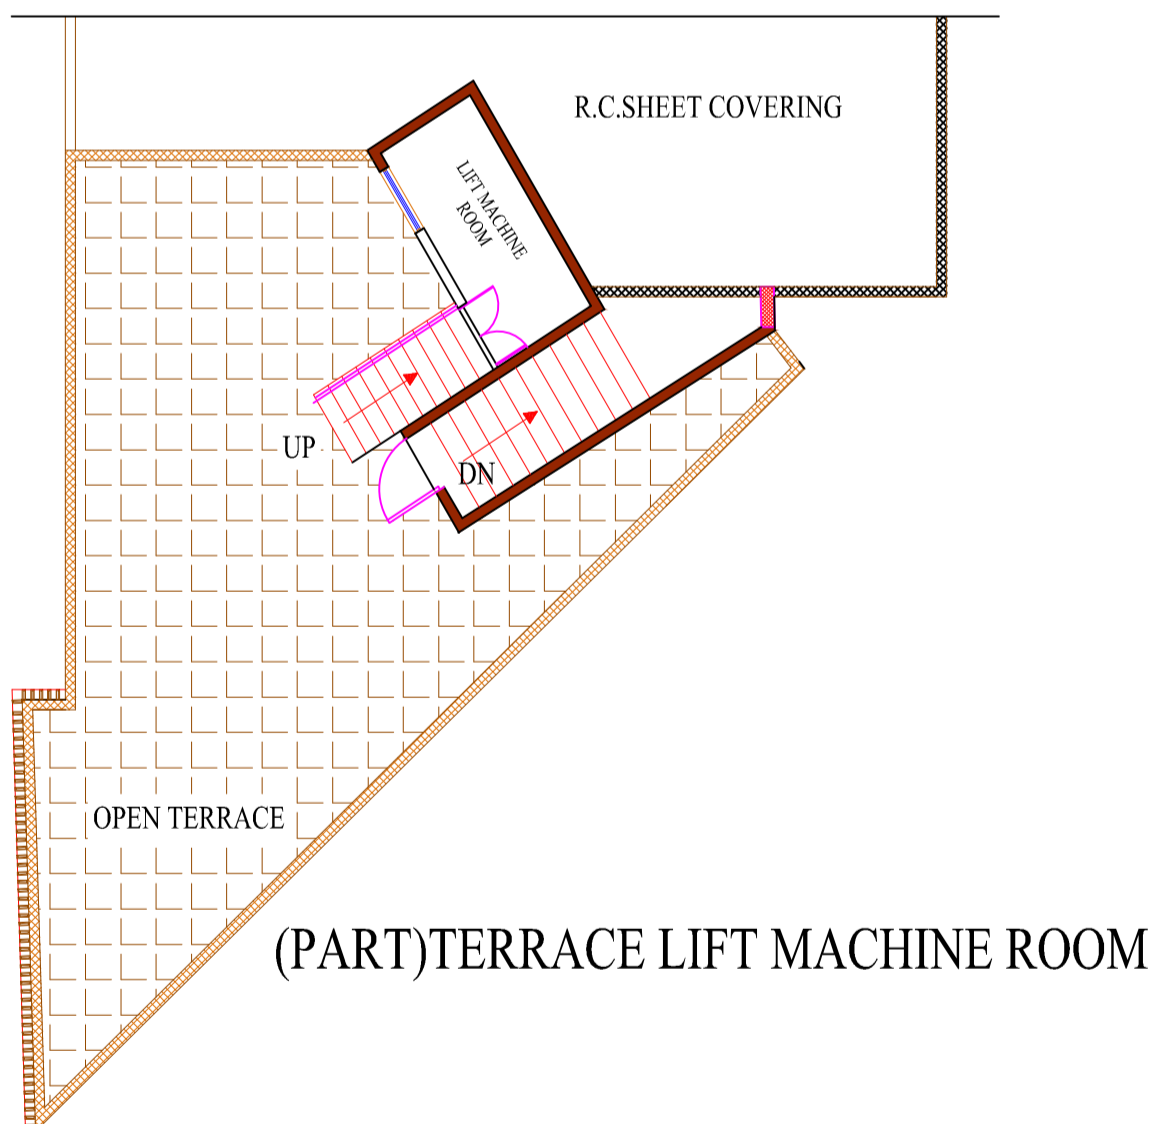 R.C.SHEET COVERING
LIFT MACHINE
ROOM
UP
DN
OPEN TERRACE
(PART)TERRACE LIFT MACHINE ROOM